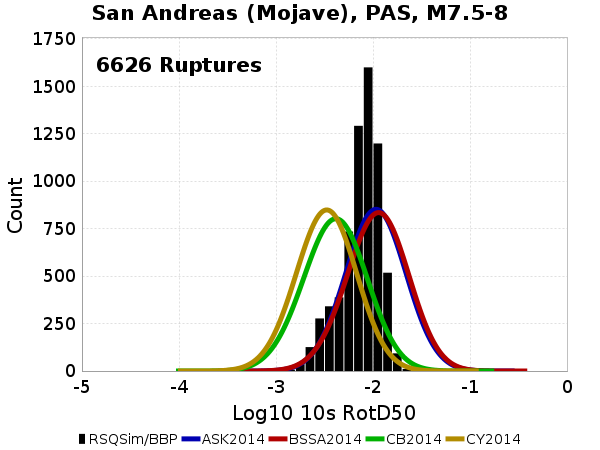 San Andreas (Mojave), PAS, M7.5-8
1750
6626 Ruptures
1500
1250
1000
Count
750
500
250
0
-5 -4 -3 -2 -1 0
Log10 10s RotD50
RSQSim/BBP ASK2014 BSSA2014 CB2014 CY2014